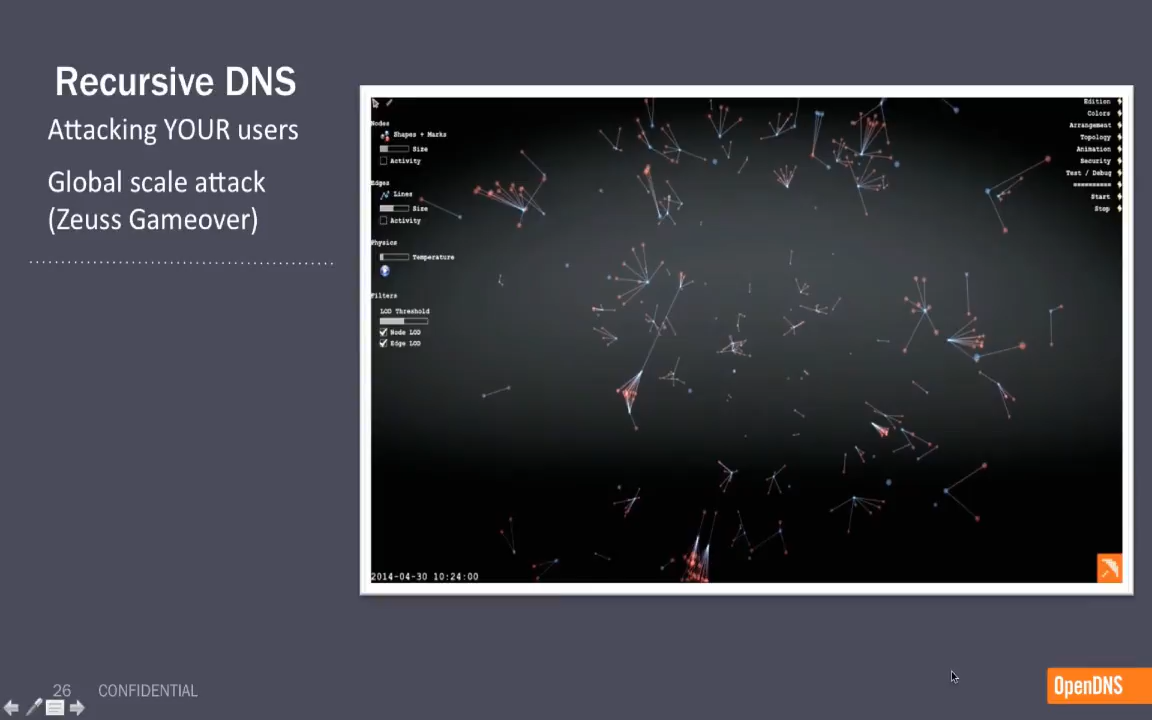 Recursive DNS
Attacking YOUR users
Global scale attack
(Zeuss Gameover)
Nodes
Shapes + Marks
Size
Activity
Edges
Lines
Size
Activity
Physics
Temperature
Filters
LOD Threshold
Node LOD
Edge LOD
Edition
Colors
Arrangement
Topology
Animation
Security
Test / Debug
==========
Start
Stop
2014-04-30 10:24:00
26 CONFIDENTIAL
OpenDNS